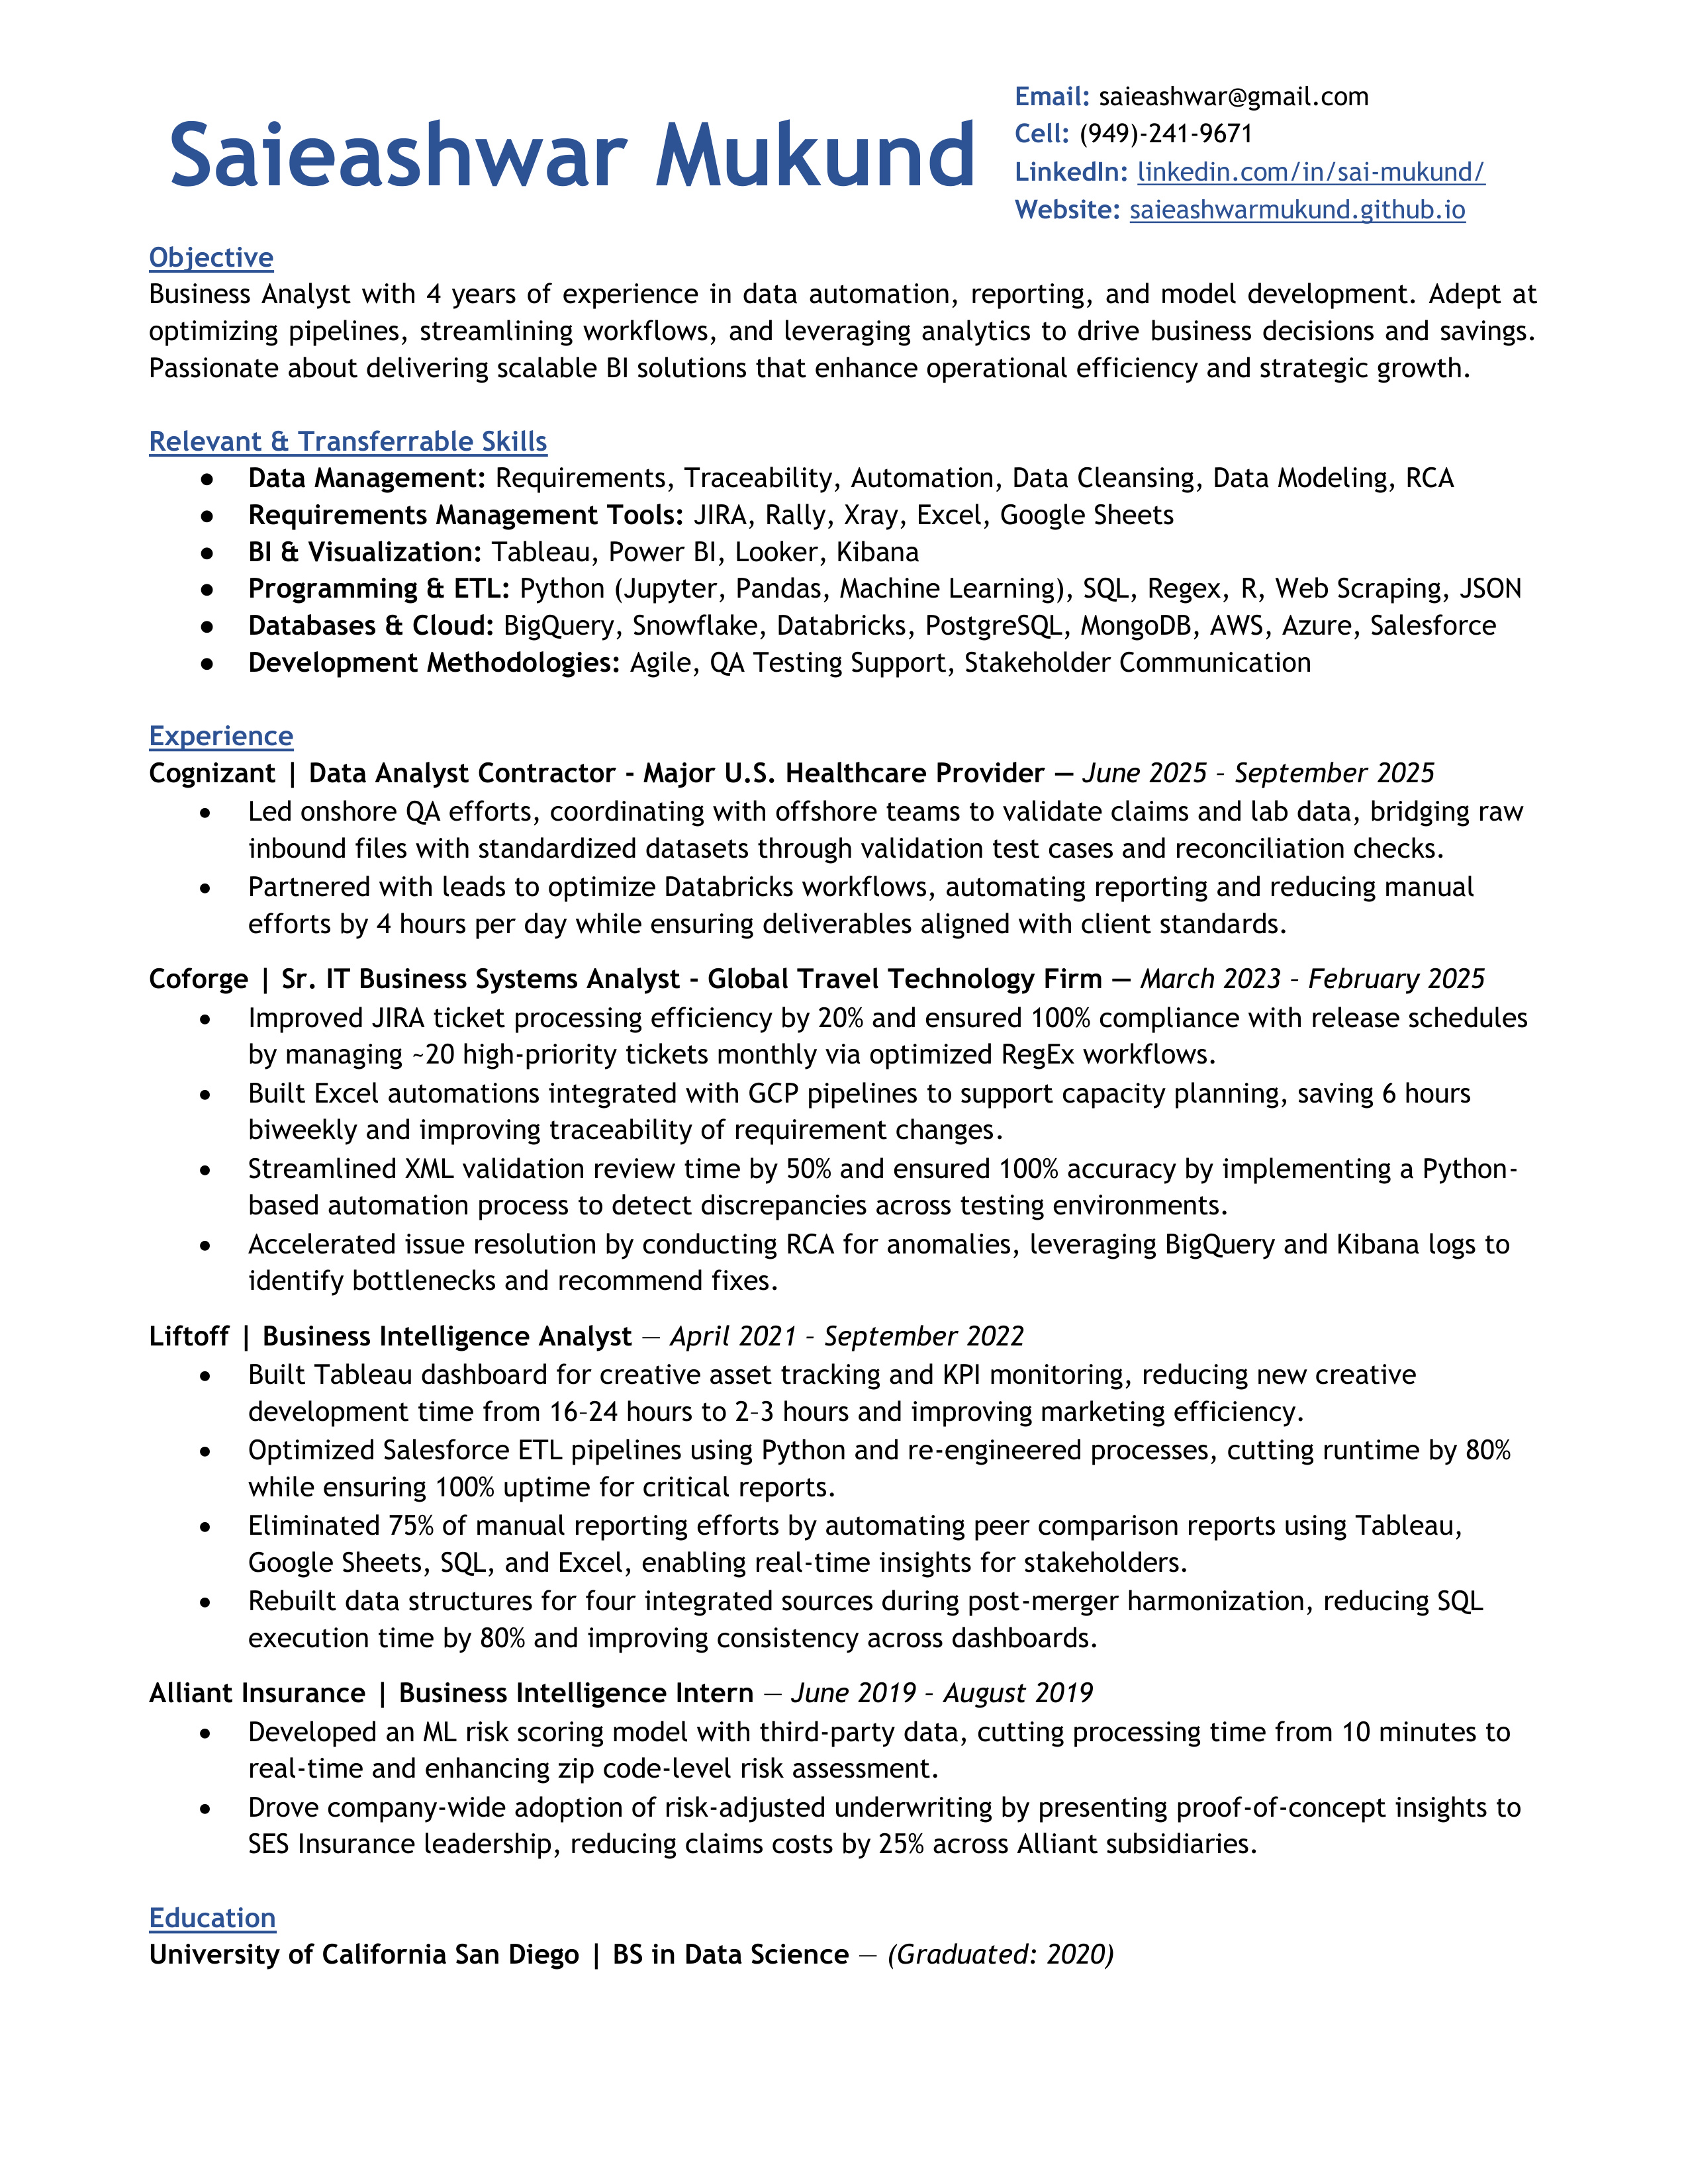 Saieashwar Mukund
Email: saieashwar@gmail.com
Cell: (949)-241-9671
LinkedIn: linkedin.com/in/sai-mukund/
Website: saieashwarmukund.github.io
Objective
Business Analyst with 4 years of experience in data automation, reporting, and model development. Adept at
optimizing pipelines, streamlining workflows, and leveraging analytics to drive business decisions and savings.
Passionate about delivering scalable BI solutions that enhance operational efficiency and strategic growth.
Relevant & Transferrable Skills
● Data Management: Requirements, Traceability, Automation, Data Cleansing, Data Modeling, RCA
● Requirements Management Tools: JIRA, Rally, Xray, Excel, Google Sheets
● BI & Visualization: Tableau, Power BI, Looker, Kibana
● Programming & ETL: Python (Jupyter, Pandas, Machine Learning), SQL, Regex, R, Web Scraping, JSON
● Databases & Cloud: BigQuery, Snowflake, Databricks, PostgreSQL, MongoDB, AWS, Azure, Salesforce
● Development Methodologies: Agile, QA Testing Support, Stakeholder Communication
Experience
Cognizant | Data Analyst Contractor - Major U.S. Healthcare Provider — June 2025 – September 2025
● Led onshore QA efforts, coordinating with offshore teams to validate claims and lab data, bridging raw
inbound files with standardized datasets through validation test cases and reconciliation checks.
● Partnered with leads to optimize Databricks workflows, automating reporting and reducing manual
efforts by 4 hours per day while ensuring deliverables aligned with client standards.
Coforge | Sr. IT Business Systems Analyst - Global Travel Technology Firm — March 2023 – February 2025
● Improved JIRA ticket processing efficiency by 20% and ensured 100% compliance with release schedules
by managing ~20 high-priority tickets monthly via optimized RegEx workflows.
● Built Excel automations integrated with GCP pipelines to support capacity planning, saving 6 hours
biweekly and improving traceability of requirement changes.
● Streamlined XML validation review time by 50% and ensured 100% accuracy by implementing a Python-
based automation process to detect discrepancies across testing environments.
● Accelerated issue resolution by conducting RCA for anomalies, leveraging BigQuery and Kibana logs to
identify bottlenecks and recommend fixes.
Liftoff | Business Intelligence Analyst — April 2021 – September 2022
● Built Tableau dashboard for creative asset tracking and KPI monitoring, reducing new creative
development time from 16–24 hours to 2–3 hours and improving marketing efficiency.
● Optimized Salesforce ETL pipelines using Python and re-engineered processes, cutting runtime by 80%
while ensuring 100% uptime for critical reports.
● Eliminated 75% of manual reporting efforts by automating peer comparison reports using Tableau,
Google Sheets, SQL, and Excel, enabling real-time insights for stakeholders.
● Rebuilt data structures for four integrated sources during post-merger harmonization, reducing SQL
execution time by 80% and improving consistency across dashboards.
Alliant Insurance | Business Intelligence Intern — June 2019 – August 2019
● Developed an ML risk scoring model with third-party data, cutting processing time from 10 minutes to
real-time and enhancing zip code-level risk assessment.
● Drove company-wide adoption of risk-adjusted underwriting by presenting proof-of-concept insights to
SES Insurance leadership, reducing claims costs by 25% across Alliant subsidiaries.
Education
University of California San Diego | BS in Data Science — (Graduated: 2020)